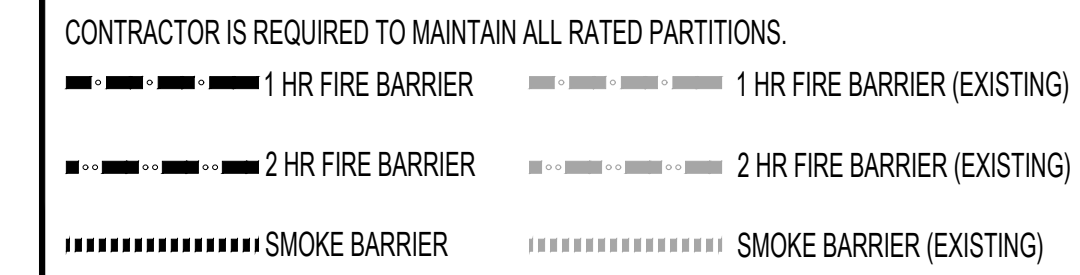 CONTRACTOR IS REQUIRED TO MAINTAIN ALL RATED PARTITIONS.
1 HR FIRE BARRIER
1 HR FIRE BARRIER (EXISTING)
2 HR FIRE BARRIER
2 HR FIRE BARRIER (EXISTING)
SMOKE BARRIER
SMOKE BARRIER (EXISTING)